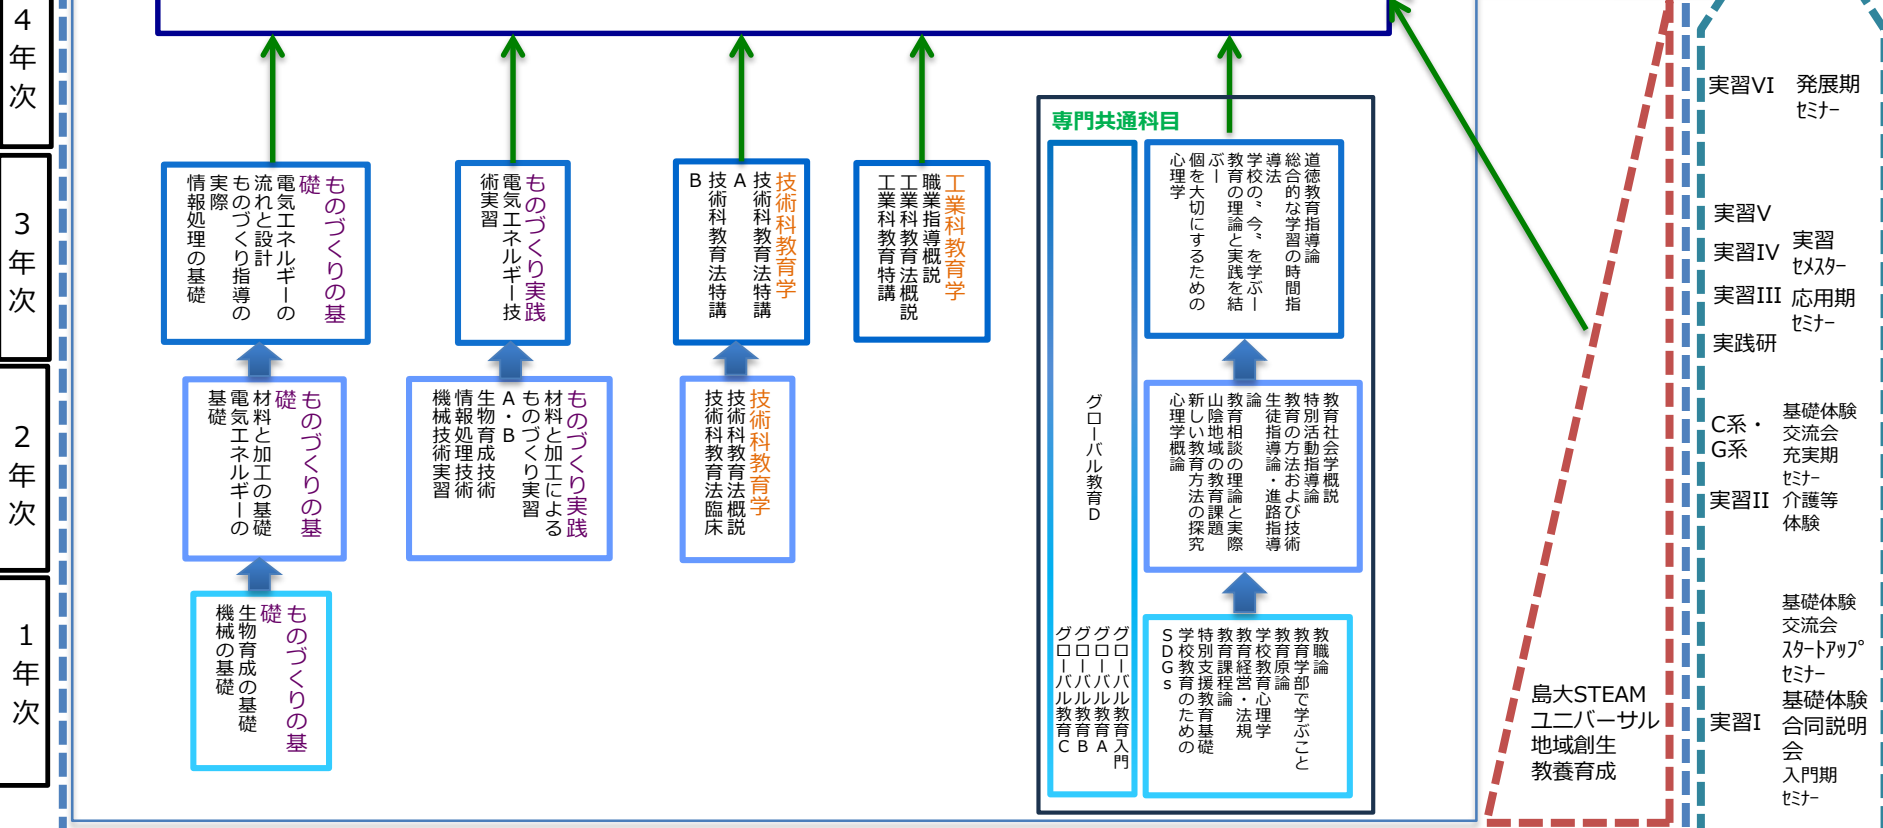 4
年
次
3
年
次
2
年
次
1
年
次
ものづくりの基
礎
電気エネルギーの
流れと設計
ものづくり指導の
実際
情報処理の基礎
ものづくり実践
電気エネルギー技
術実習
技術科教育学
技術科教育法特講
A
技術科教育法特講
B
工業科教育学
職業指導概説
工業科教育法概説
工業科教育特講
ものづくりの基
礎
材料と加工の基礎
電気エネルギーの
基礎
ものづくり実践
材料と加工による
ものづくり実習
A・B
生物育成技術
情報処理技術
機械技術実習
技術科教育学
技術科教育法概説
技術科教育法臨床
ものづくりの基
礎
生物育成の基礎
機械の基礎
専門共通科目
道徳教育指導論
総合的な学習の時間指
導法
学校の〝今〟を学ぶー
教育の理論と実践を結
ぶー
個を大切にするための
心理学
教育社会学概説
特別活動指導論
教育の方法および技術
生徒指導論・進路指導
論
教育相談の理論と実際
山陰地域の教育課題
新しい教育方法の探究
心理学概論
教職論
教育学部で学ぶこと
教育原論
学校教育心理学
教育経営・法規
教育課程論
特別支援教育基礎
学校教育のための
SDGs
グローバル教育D
グローバル教育入門
グローバル教育A
グローバル教育B
グローバル教育C
島大STEAM
ユニバーサル
地域創生
教養育成
実習VI
発展期
ｾﾐﾅｰ
実習V
実習IV
実習
ｾﾒｽﾀｰ
実習III
応用期
ｾﾐﾅｰ
実践研
C系・
G系
基礎体験
交流会
充実期
ｾﾐﾅｰ
実習II
介護等
体験
基礎体験
交流会
ｽﾀｰﾄｱｯﾌﾟ
ｾﾐﾅｰ
実習I
基礎体験
合同説明
会
入門期
ｾﾐﾅｰ